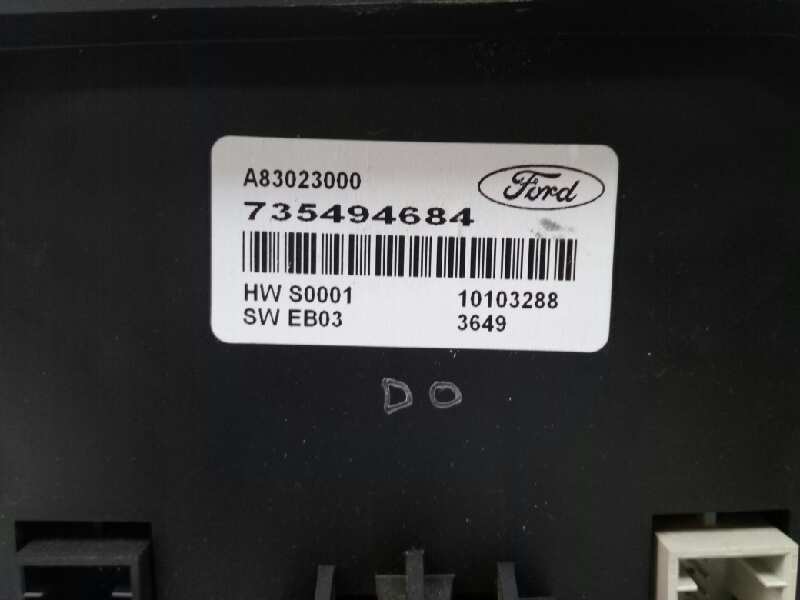 A83023000
Ford
735494684
HW S0001 10103288
SW EB03 3649
DO